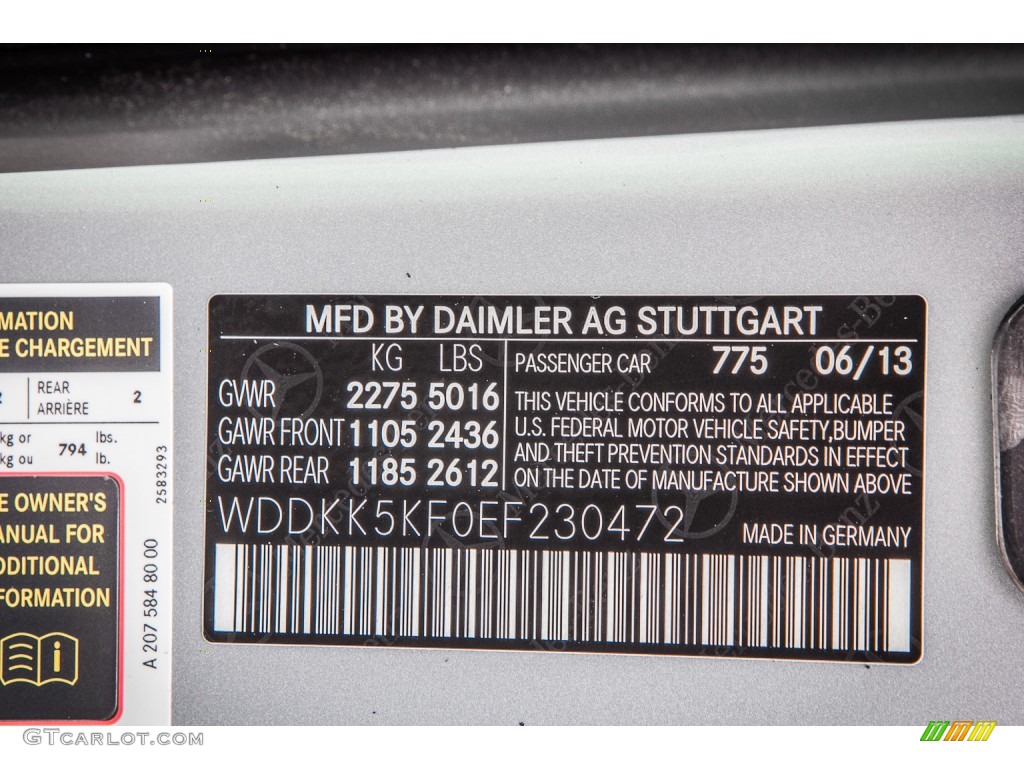 MATION
E CHARGEMENT
REAR
ARRIÈRE 2
kg or
kg ou 794 lbs.
lb.
2583293
E OWNER'S
ANUAL FOR
DDITIONAL
FORMATION
A 207 584 80 00
MFD BY DAIMLER AG STUTTGART
KG LBS
GVWR 2275 5016
GAWR FRONT 1105 2436
GAWR REAR 1185 2612
PASSENGER CAR 775 06/13
THIS VEHICLE CONFORMS TO ALL APPLICABLE
U.S. FEDERAL MOTOR VEHICLE SAFETY,BUMPER
AND THEFT PREVENTION STANDARDS IN EFFECT
ON THE DATE OF MANUFACTURE SHOWN ABOVE
WDDKK5KF0EF230472
MADE IN GERMANY
GTCARLOT.COM